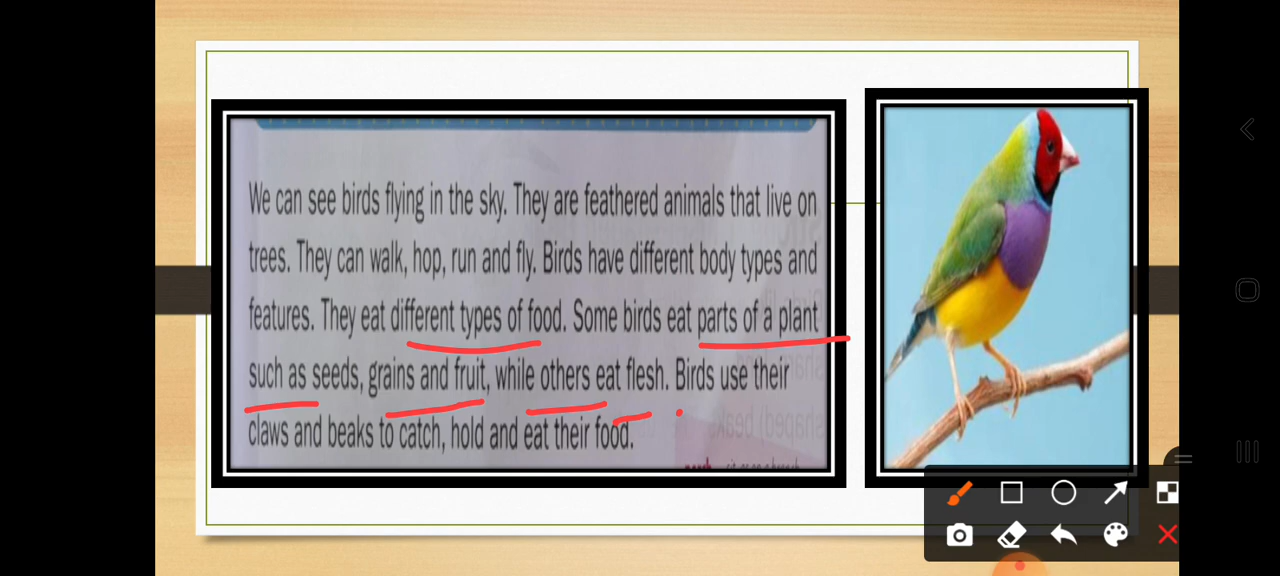 We can see birds flying in the sky. They are feathered animals that live on
trees. They can walk, hop, run and fly. Birds have different body types and
features. They eat different types of food. Some birds eat parts of a plant
such as seeds, grains and fruit, while others eat flesh. Birds use their
claws and beaks to catch, hold and eat their food.